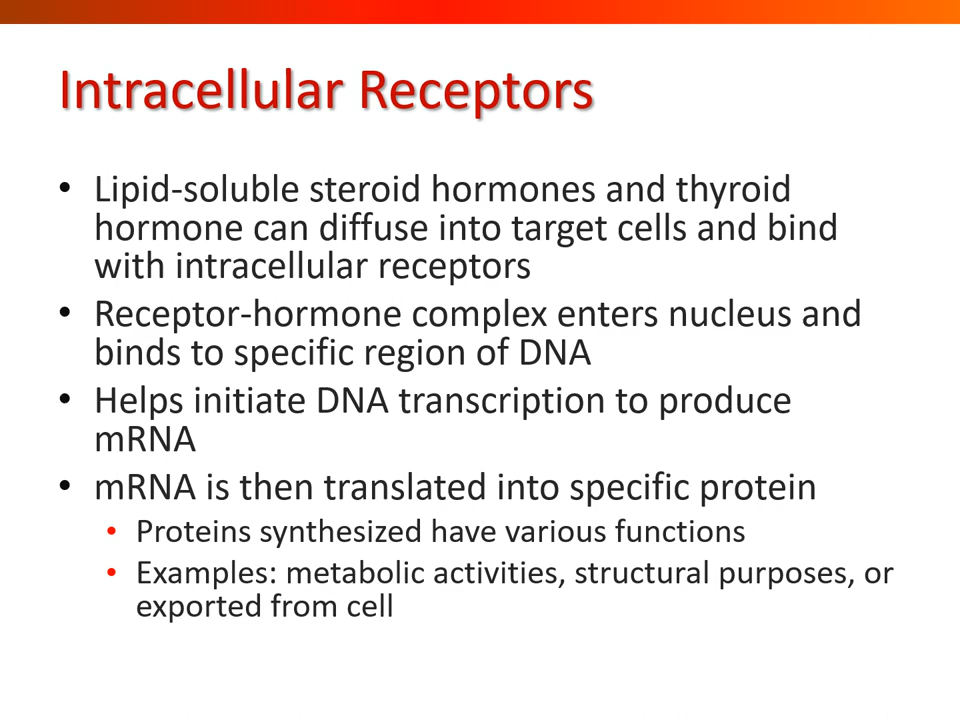 Intracellular Receptors
• Lipid-soluble steroid hormones and thyroid
hormone can diffuse into target cells and bind
with intracellular receptors
• Receptor-hormone complex enters nucleus and
binds to specific region of DNA
• Helps initiate DNA transcription to produce
mRNA
• mRNA is then translated into specific protein
• Proteins synthesized have various functions
• Examples: metabolic activities, structural purposes, or
exported from cell